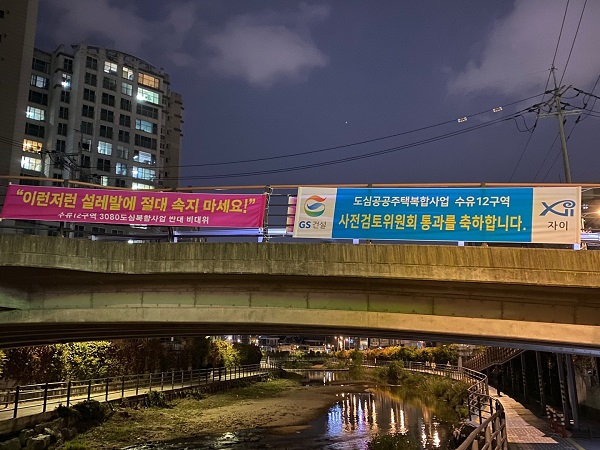 “이런저런 설레발에 절대 속지 마세요!”
수유12구역 3080도심복합사업 반대 비대위
GS건설
도심공공주택복합사업 수유12구역
사전검토위원회 통과를 축하합니다.
Xi
자이